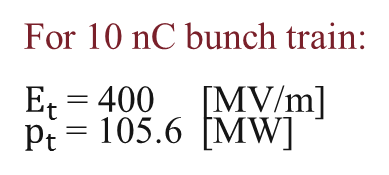 For 10 nC bunch train:
Et = 400 [MV/m]
pt = 105.6 [MW]